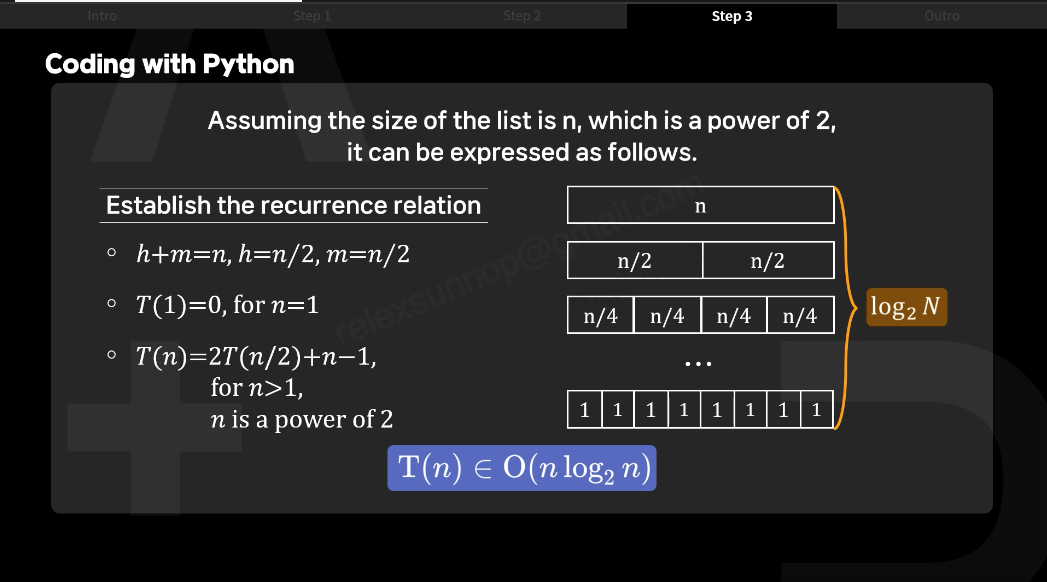 Intro Step 1 Step 2 Step 3 Outro
Coding with Python
Assuming the size of the list is n, which is a power of 2,
it can be expressed as follows.
Establish the recurrence relation
◦ h+m=n, h=n/2, m=n/2
◦ T(1)=0, for n=1
◦ T(n)=2T(n/2)+n−1,
for n>1,
n is a power of 2
n
n/2 n/2
n/4 n/4 n/4 n/4
...
1 1 1 1 1 1 1 1
log₂ N
T(n) ∈ O(n log₂ n)
relexsunnop@gmail.com